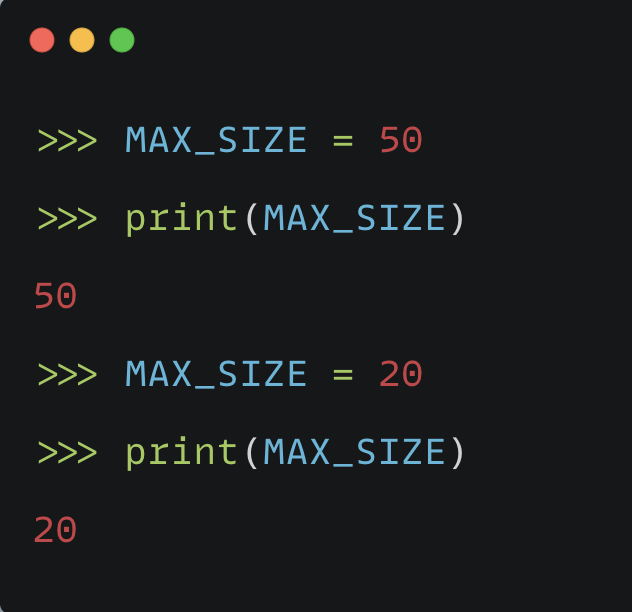 >>> MAX_SIZE = 50
>>> print(MAX_SIZE)
50
>>> MAX_SIZE = 20
>>> print(MAX_SIZE)
20